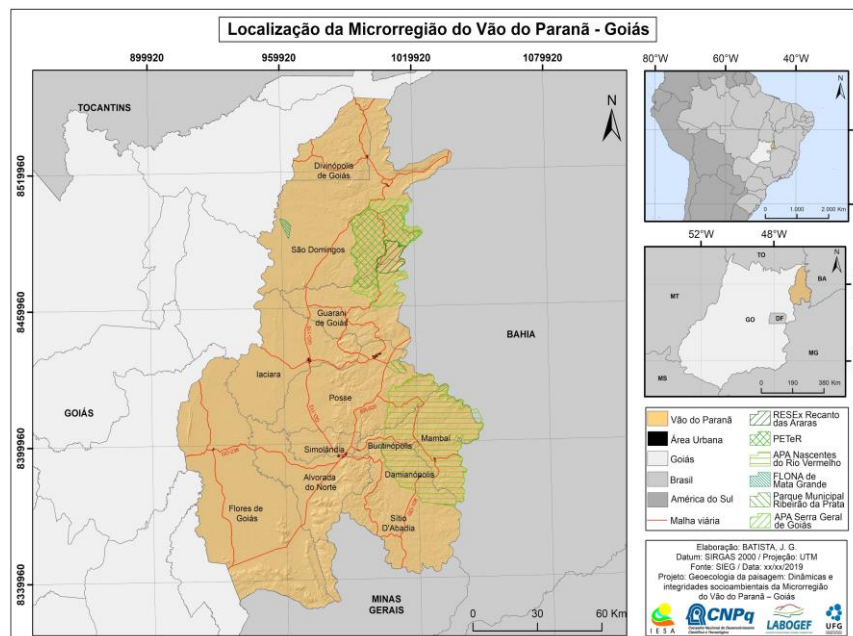 Localização da Microrregião do Vão do Paranã - Goiás
899920
959920
1019920
1079920
80°W
60°W
40°W
TOCANTINS
N
Divinópolis
de Goiás
8519960
São Domingos
0
1.000
2.000 Km
52°W
48°W
TO
N
BA
MT
GO
DF
MG
MS
0
190
380 Km
8459960
Guarani
de Goiás
BAHIA
Iaciara
Posse
GOIÁS
8399960
Simolândia
Buritinópolis
Mambaí
Alvorada
do Norte
Damianópolis
Flores de
Goiás
Sítio
D'Abadia
8339960
MINAS
GERAIS
0
30
60 Km
Vão do Paranã
Área Urbana
Goiás
Brasil
América do Sul
Malha viária
RESEx Recanto
das Araras
PETeR
APA Nascentes
do Rio Vermelho
FLONA de
Mata Grande
Parque Municipal
Ribeirão da Prata
APA Serra Geral
de Goiás
Elaboração: BATISTA, J. G.
Datum: SIRGAS 2000 / Projeção: UTM
Fonte: SIEG / Data: xx/xx/2019
Projeto: Geoecologia da paisagem: Dinâmicas e
integridades socioambientais da Microrregião
do Vão do Paranã – Goiás
IESA
CNPq
Conselho Nacional de Desenvolvimento
Científico e Tecnológico
LABOGEF
UFG